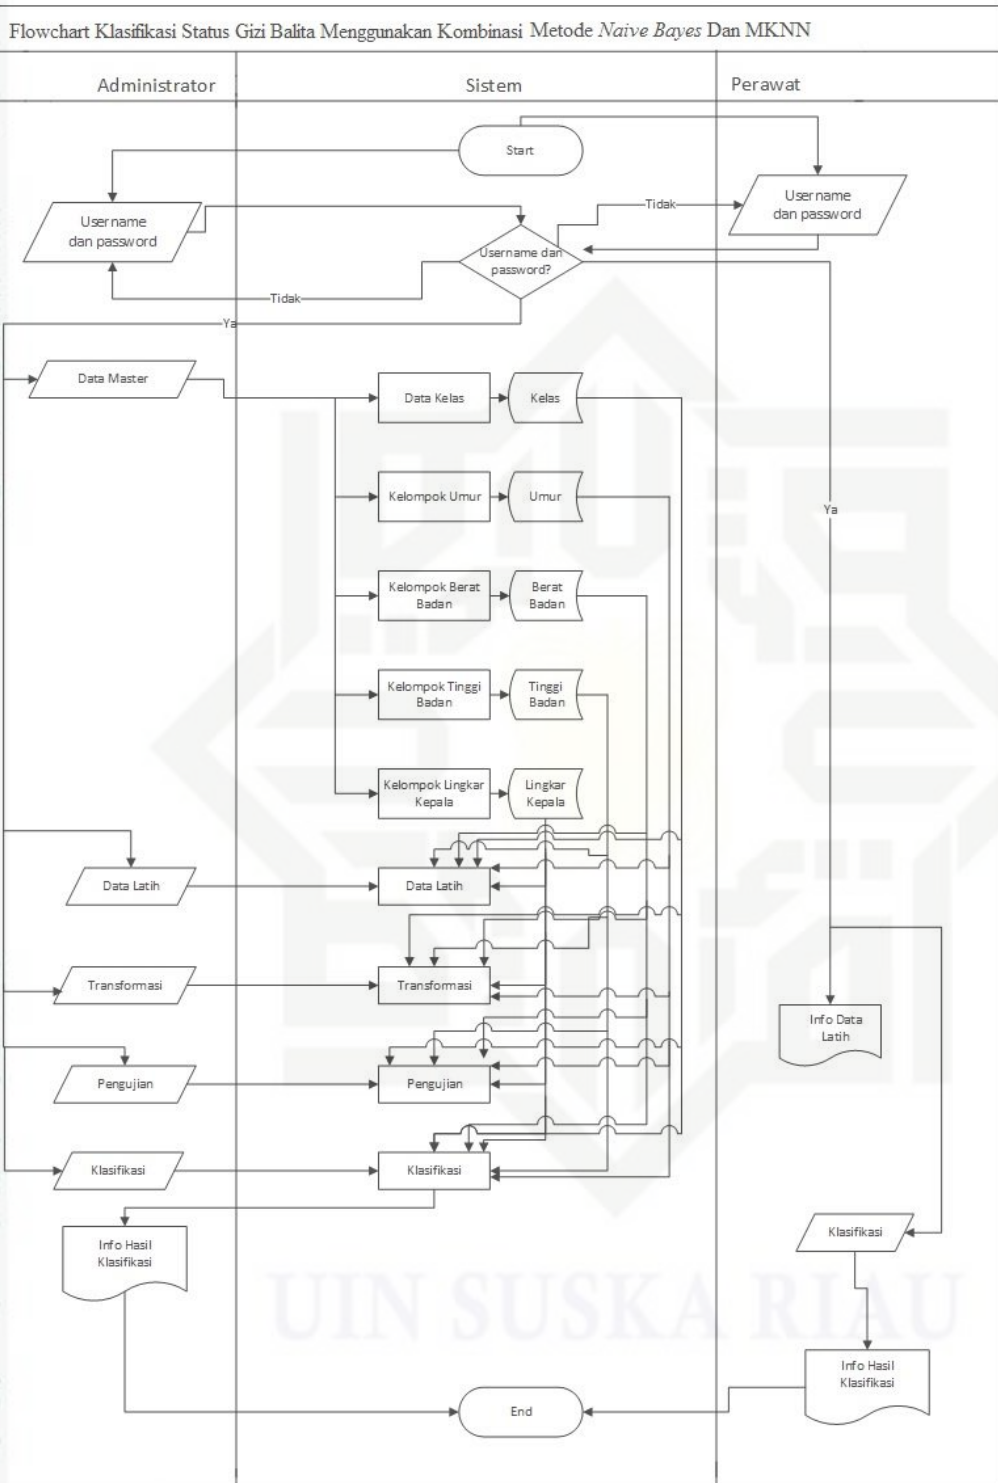 Flowchart Klasifikasi Status Gizi Balita Menggunakan Kombinasi Metode Naive Bayes Dan MKNN
Administrator
Sistem
Perawat
Start
Username
dan password
Username
dan password
Tidak
Username dan
password?
Tidak
Ya
Data Master
Data Kelas
Kelas
Kelompok Umur
Umur
Ya
Kelompok Berat
Badan
Berat
Badan
Kelompok Tinggi
Badan
Tinggi
Badan
Kelompok Lingkar
Kepala
Lingkar
Kepala
Data Latih
Data Latih
Transformasi
Transformasi
Info Data
Latih
Pengujian
Pengujian
Klasifikasi
Klasifikasi
Info Hasil
Klasifikasi
Klasifikasi
UIN SUSKA RIAU
Info Hasil
Klasifikasi
End